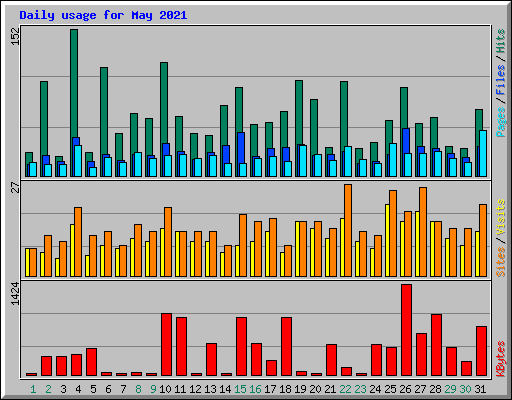 Daily usage for May 2021
152
Pages / Files / Hits
27
Sites / Visits
1424
KBytes
1 2 3 4 5 6 7 8 9 10 11 12 13 14 15 16 17 18 19 20 21 22 23 24 25 26 27 28 29 30 31